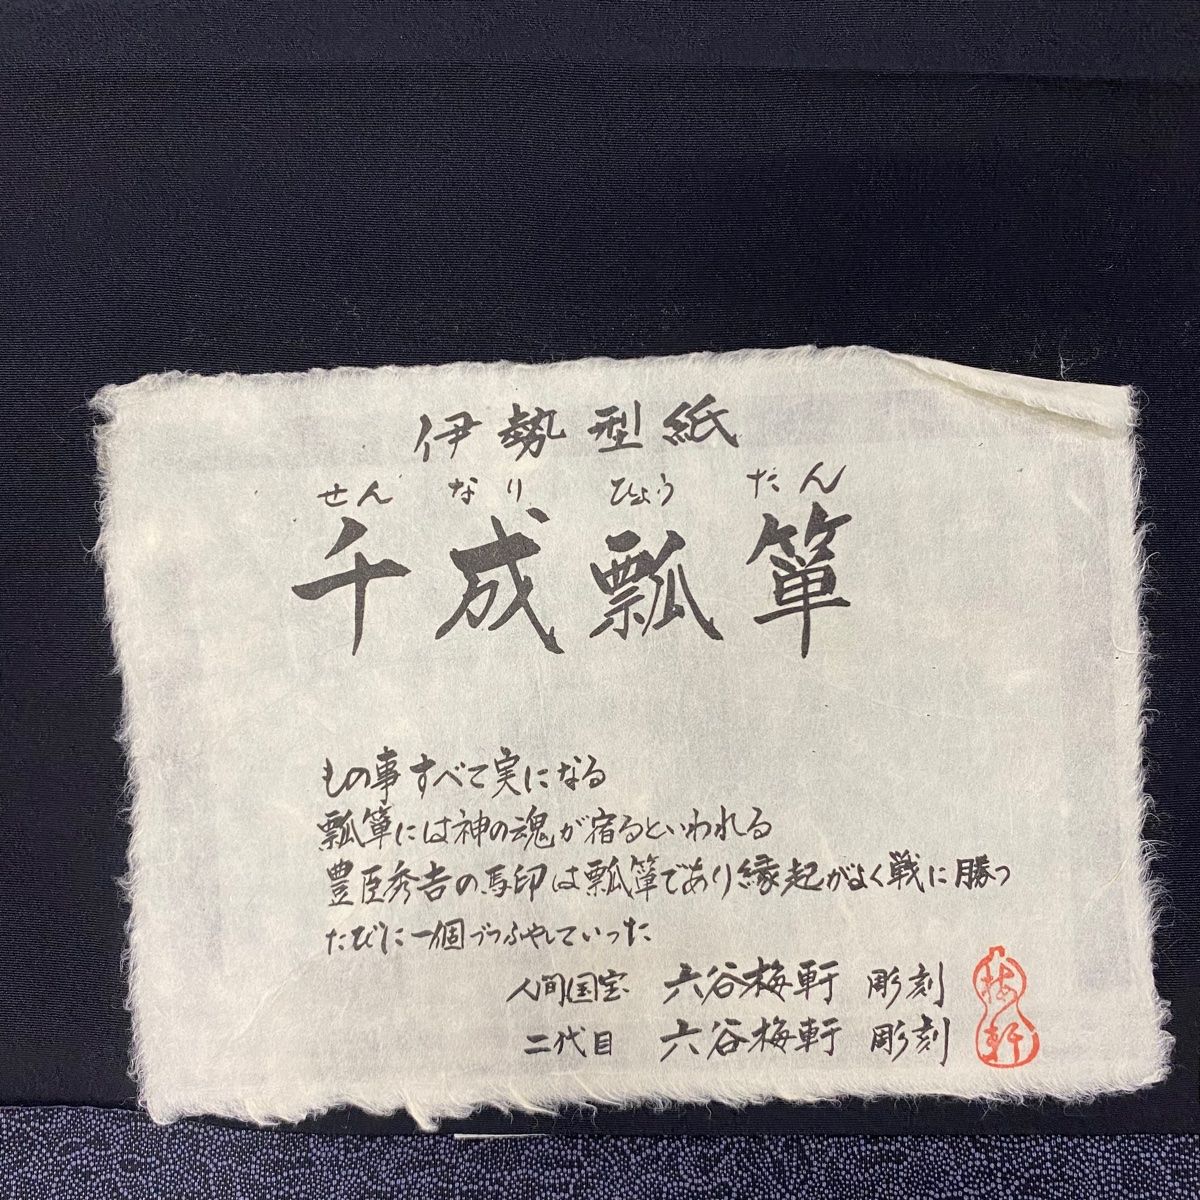 伊勢型紙
せんなりひょうたん
千成瓢箪
もの事すべて実になる
瓢箪には神の魂が宿るといわれる
豊臣秀吉の馬印は瓢箪であり縁起がよく戦に勝つ
たびに一個づつふやしていった
人間国宝 六谷梅軒 彫刻
二代目 六谷梅軒 彫刻
梅軒